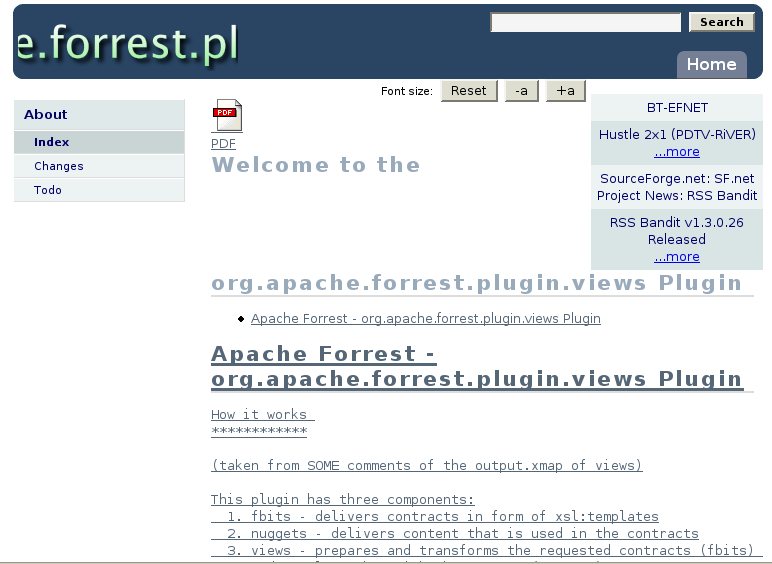 e.forrest.pl
Search
Home
Font size: Reset -a +a
About
Index
Changes
Todo
PDF
PDF
Welcome to the
org.apache.forrest.plugin.views Plugin
Apache Forrest - org.apache.forrest.plugin.views Plugin
Apache Forrest -
org.apache.forrest.plugin.views Plugin
How it works
************
(taken from SOME comments of the output.xmap of views)
This plugin has three components:
1. fbits - delivers contracts in form of xsl:templates
2. nuggets - delivers content that is used in the contracts
3. views - prepares and transforms the requested contracts (fbits)
BT-EFNET
Hustle 2x1 (PDTV-RiVER)
...more
SourceForge.net: SF.net
Project News: RSS Bandit
RSS Bandit v1.3.0.26
Released
...more